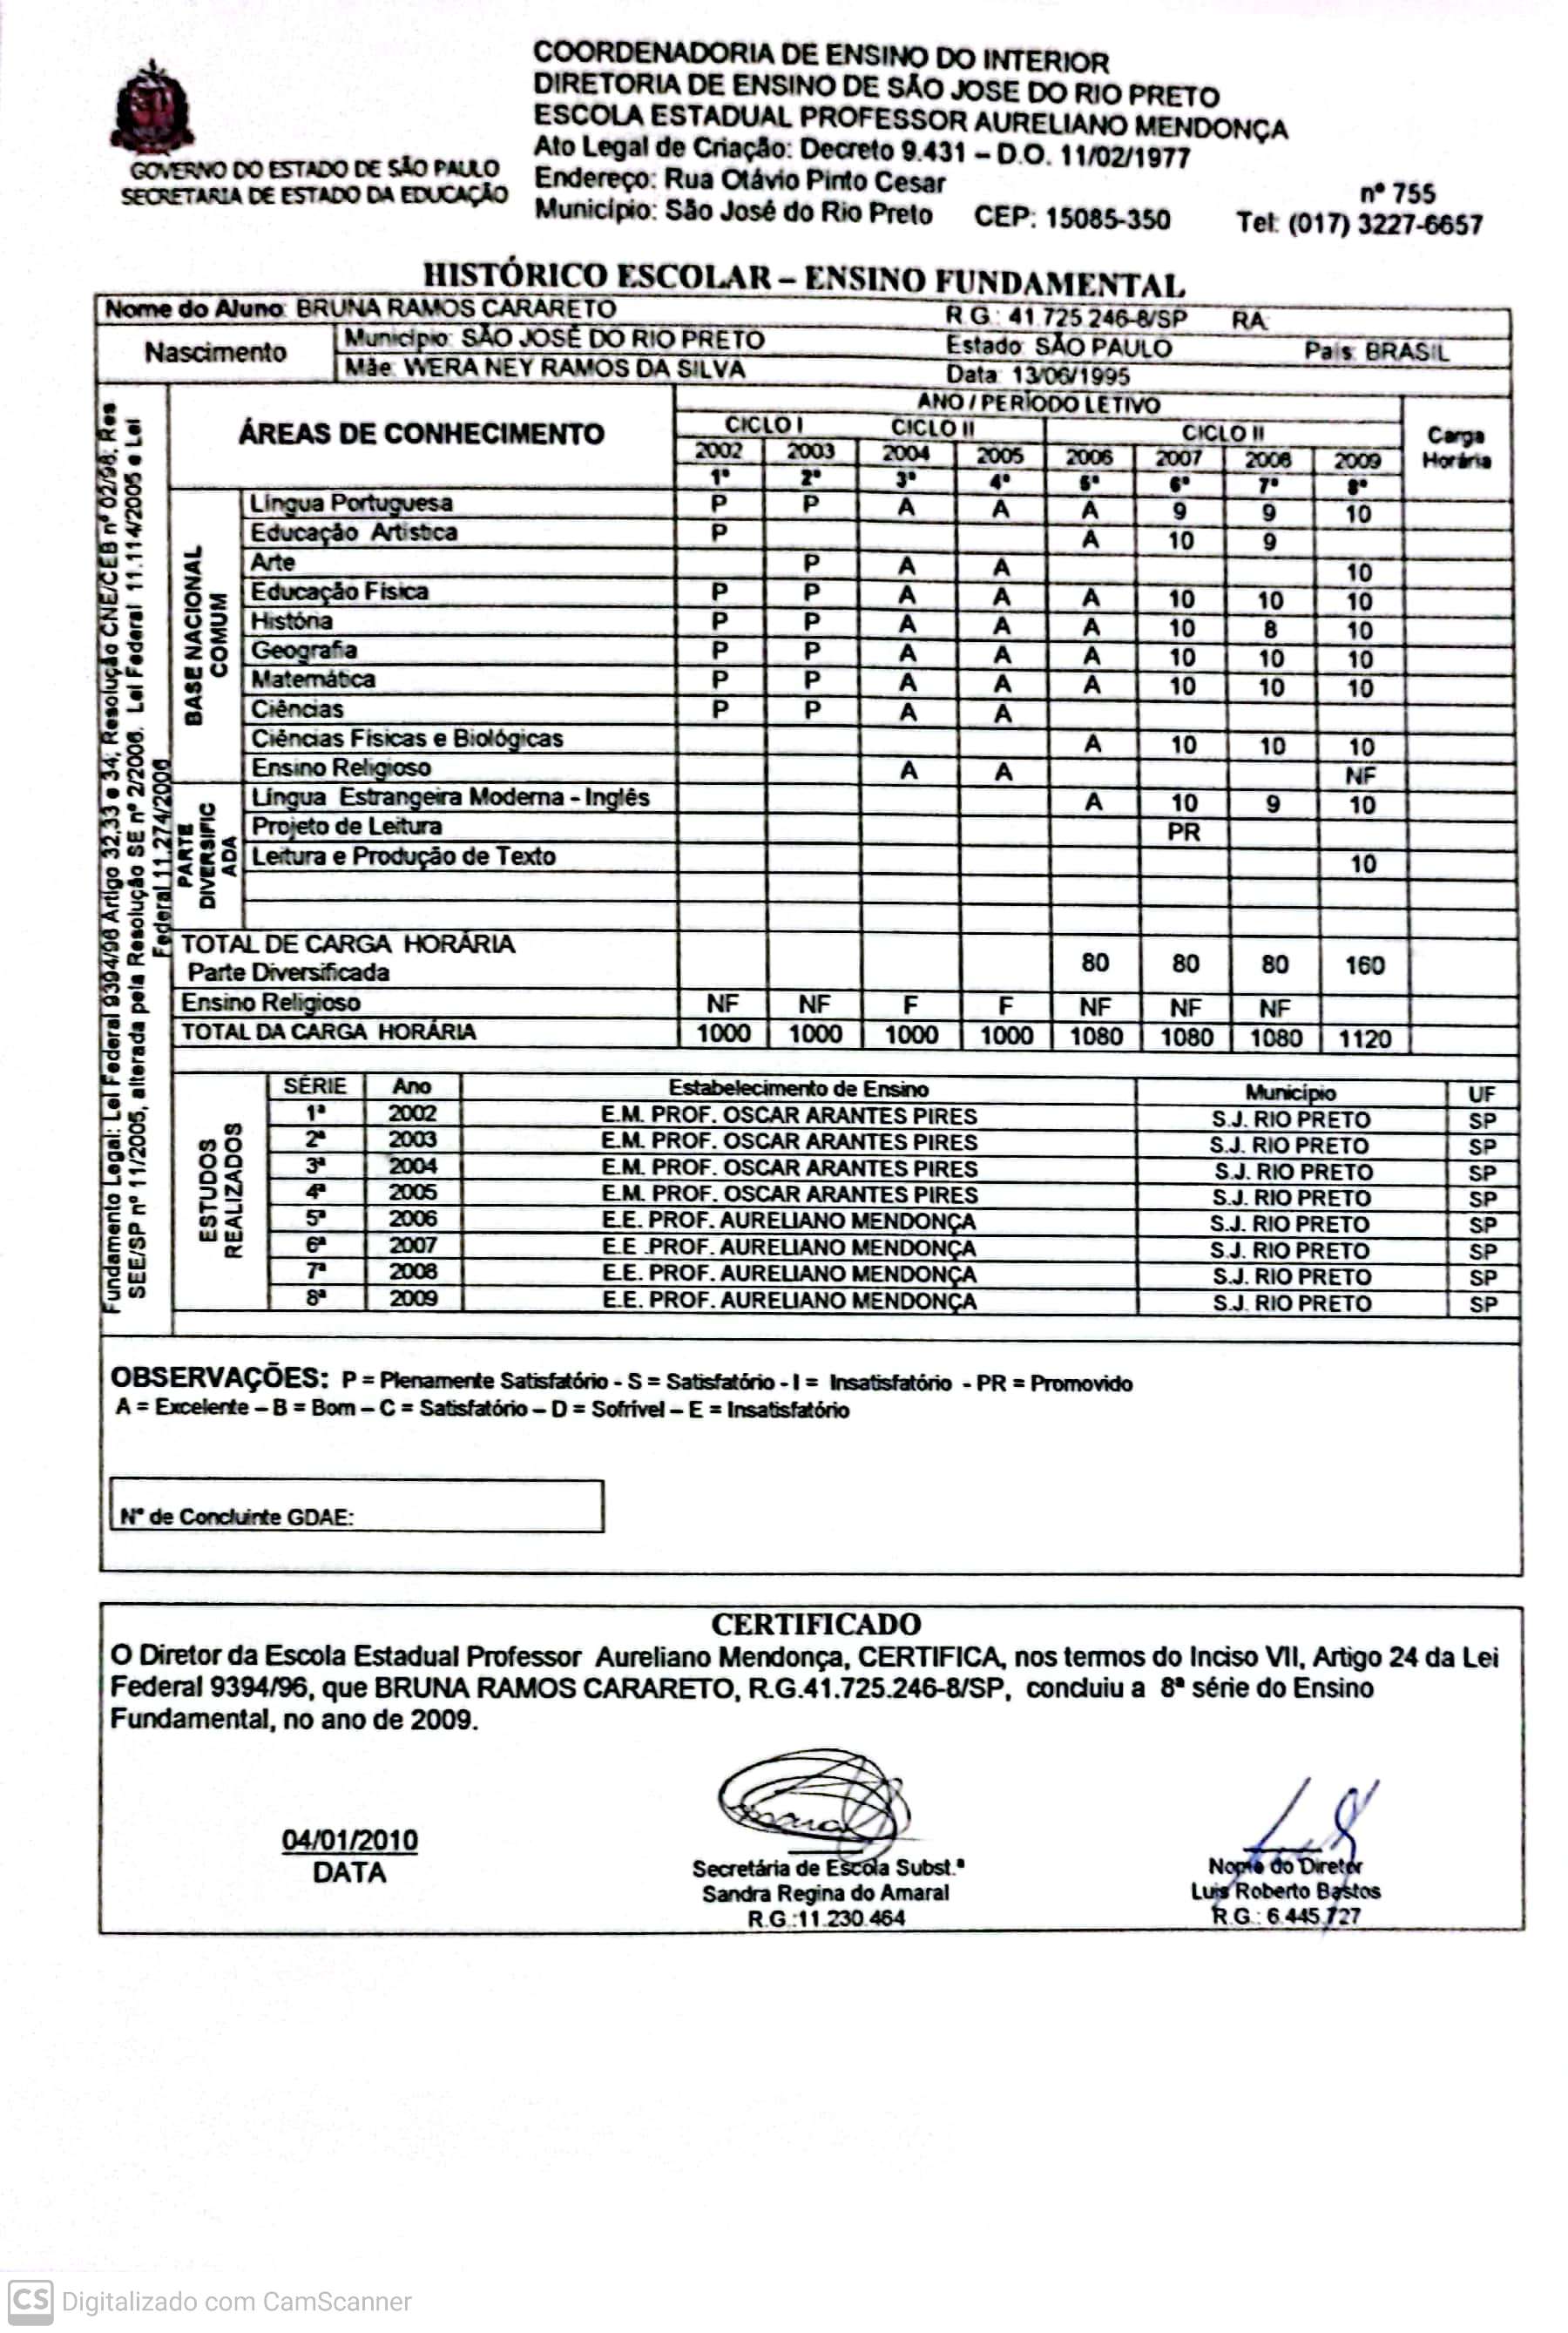 GOVERNO DO ESTADO DE SÃO PAULO
SECRETARIA DE ESTADO DA EDUCAÇÃO
COORDENADORIA DE ENSINO DO INTERIOR
DIRETORIA DE ENSINO DE SÃO JOSE DO RIO PRETO
ESCOLA ESTADUAL PROFESSOR AURELIANO MENDONÇA
Ato Legal de Criação: Decreto 9.431 – D.O. 11/02/1977
Endereço: Rua Otávio Pinto Cesar nº 755
Município: São José do Rio Preto CEP: 15085-350 Tel: (017) 3227-6657
HISTÓRICO ESCOLAR – ENSINO FUNDAMENTAL
Nome do Aluno: BRUNA RAMOS CARARETO R G.: 41.725.246-8/SP RA:
Nascimento Município: SÃO JOSÉ DO RIO PRETO Estado: SÃO PAULO País: BRASIL
Mãe: WERA NEY RAMOS DA SILVA Data: 13/06/1995
Fundamento Legal: Lei Federal 9394/96 Artigo 32,33 e 34; Resolução CNE/CEB nº 02/98; Res
SEE/SP nº 11/2005, alterada pela Resolução SE nº 2/2006. Lei Federal 11.114/2005 e Lei
Federal 11.274/2006
ÁREAS DE CONHECIMENTO ANO / PERÍODO LETIVO Carga Horária
CICLO I CICLO II CICLO II
2002 2003 2004 2005 2006 2007 2008 2009
1ª 2ª 3ª 4ª 5ª 6ª 7ª 8ª
BASE NACIONAL
COMUM
Língua Portuguesa P P A A A 9 9 10
Educação Artística P A 10 9
Arte P A A 10
Educação Física P P A A A 10 10 10
História P P A A A 10 8 10
Geografia P P A A A 10 10 10
Matemática P P A A A 10 10 10
Ciências P P A A
Ciências Físicas e Biológicas A 10 10 10
Ensino Religioso A A NF
PARTE
DIVERSIFIC
ADA
Língua Estrangeira Moderna - Inglês A 10 9 10
Projeto de Leitura PR
Leitura e Produção de Texto 10
TOTAL DE CARGA HORÁRIA
Parte Diversificada 80 80 80 160
Ensino Religioso NF NF F F NF NF NF
TOTAL DA CARGA HORÁRIA 1000 1000 1000 1000 1080 1080 1080 1120
ESTUDOS
REALIZADOS
SÉRIE Ano Estabelecimento de Ensino Município UF
1ª 2002 E.M. PROF. OSCAR ARANTES PIRES S.J. RIO PRETO SP
2ª 2003 E.M. PROF. OSCAR ARANTES PIRES S.J. RIO PRETO SP
3ª 2004 E.M. PROF. OSCAR ARANTES PIRES S.J. RIO PRETO SP
4ª 2005 E.M. PROF. OSCAR ARANTES PIRES S.J. RIO PRETO SP
5ª 2006 E.E. PROF. AURELIANO MENDONÇA S.J. RIO PRETO SP
6ª 2007 E.E .PROF. AURELIANO MENDONÇA S.J. RIO PRETO SP
7ª 2008 E.E. PROF. AURELIANO MENDONÇA S.J. RIO PRETO SP
8ª 2009 E.E. PROF. AURELIANO MENDONÇA S.J. RIO PRETO SP
OBSERVAÇÕES: P = Plenamente Satisfatório - S = Satisfatório - I = Insatisfatório - PR = Promovido
A = Excelente – B = Bom – C = Satisfatório – D = Sofrível – E = Insatisfatório
Nº de Concluinte GDAE:
CERTIFICADO
O Diretor da Escola Estadual Professor Aureliano Mendonça, CERTIFICA, nos termos do Inciso VII, Artigo 24 da Lei
Federal 9394/96, que BRUNA RAMOS CARARETO, R.G.41.725.246-8/SP, concluiu a 8ª série do Ensino
Fundamental, no ano de 2009.
04/01/2010
DATA
Secretária de Escola Subst.ª
Sandra Regina do Amaral
R.G.:11.230.464
Nome do Diretor
Luis Roberto Bastos
R.G.: 6.445.727
CS Digitalizado com CamScanner